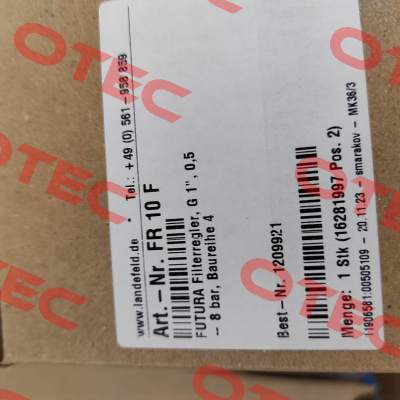 www.landefeld.de • Tel.: +49 (0) 561-958 859
Art.-Nr. FR 10 F
FUTURA Filterregler, G 1", 0,5
- 8 bar, Baureihe 4
Best-Nr. 1209921
Menge: 1 Stk (16281997 Pos. 2)
11906581:00505109 - 20.11.23 - smarakov - MK36/3
OTEC
OTEC
OTEC
OTEC
OTEC